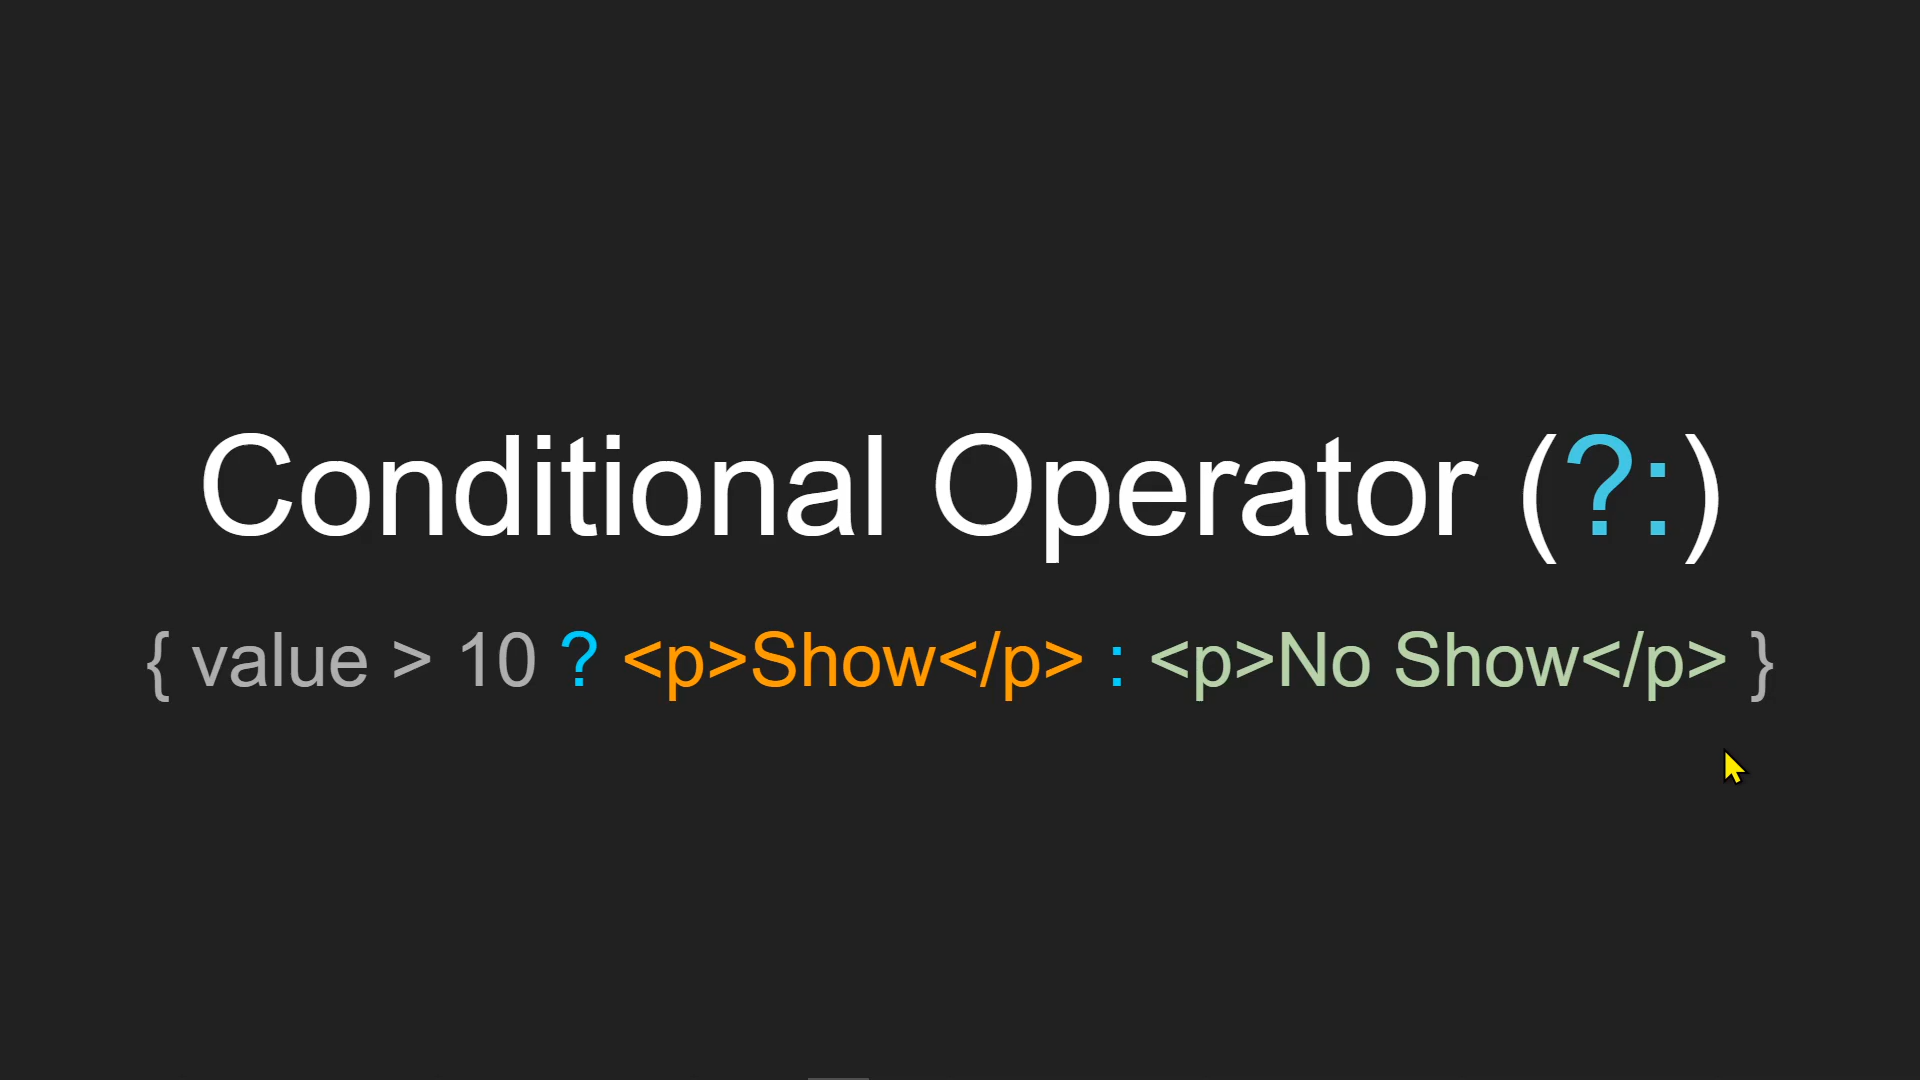 Conditional Operator (?:)
{ value > 10 ? <p>Show</p> : <p>No Show</p> }